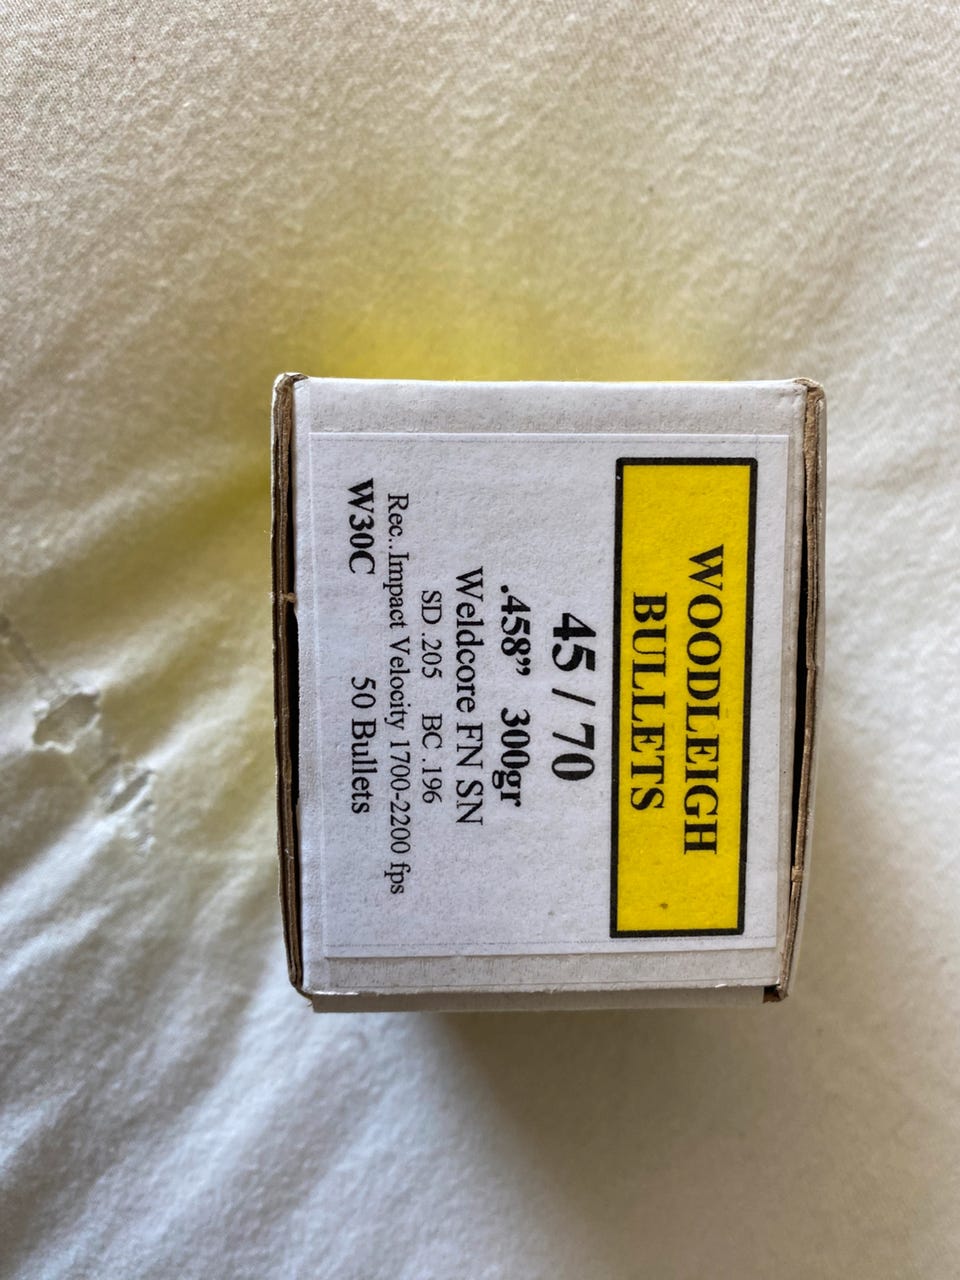 WOODLEIGH
BULLETS
45 / 70
.458” 300gr
Weldcore FN SN
SD .205 BC .196
Rec..Impact Velocity 1700-2200 fps
W30C 50 Bullets